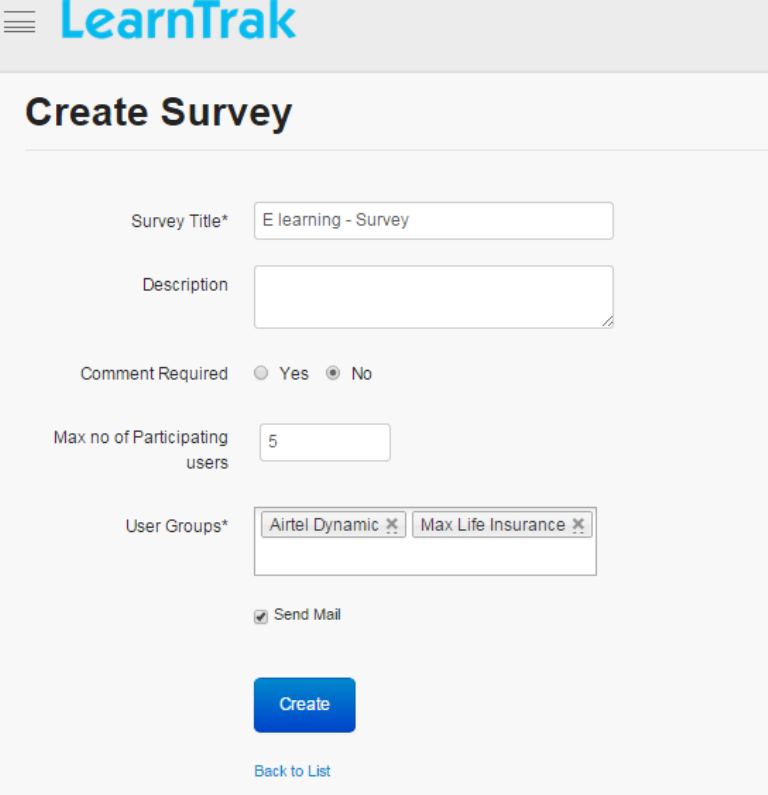 LearnTrak
Create Survey
Survey Title* E learning - Survey
Description
Comment Required Yes No
Max no of Participating
users
5
User Groups* Airtel Dynamic Max Life Insurance
Send Mail
Create
Back to List